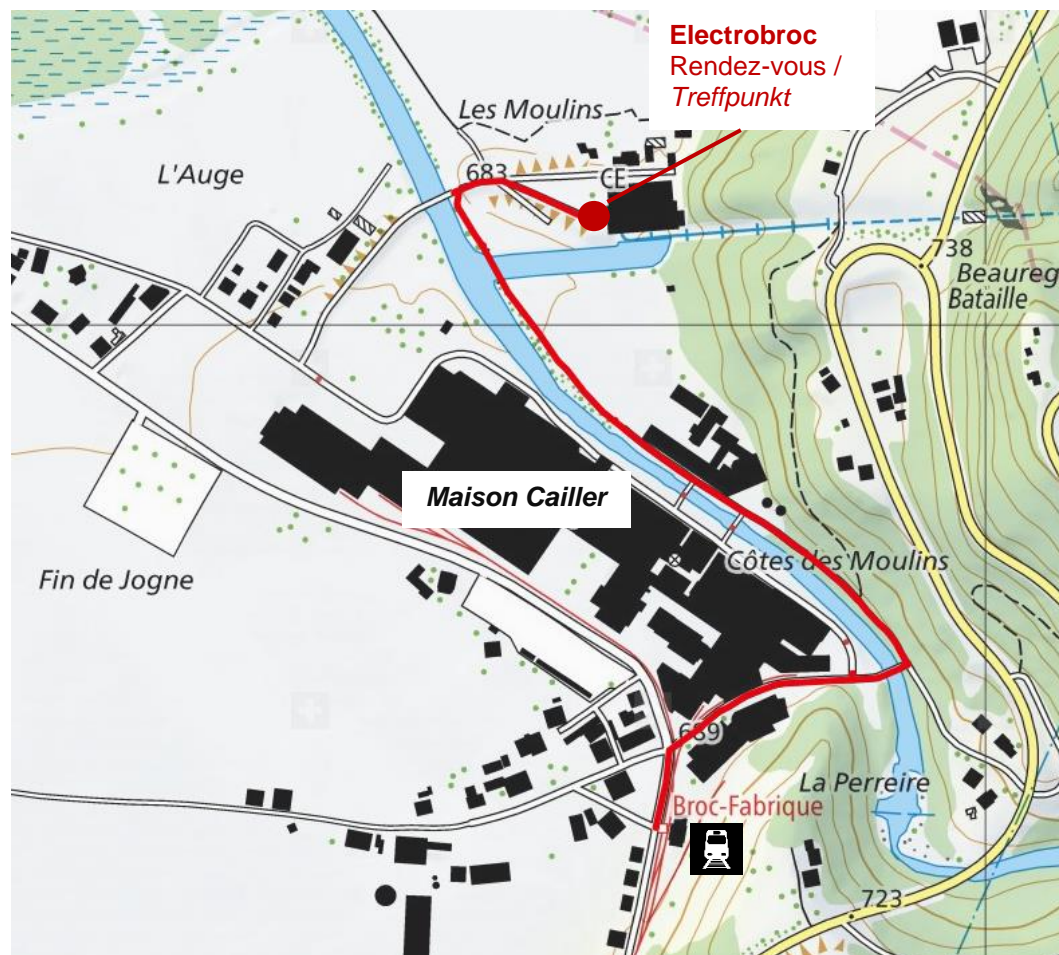 Electrobroc
Rendez-vous /
Treffpunkt
Les Moulins
L'Auge
683
CE
738
Beaureg
Bataille
Maison Cailler
Côtes des Moulins
Fin de Jogne
689
La Perreire
Broc-Fabrique
723